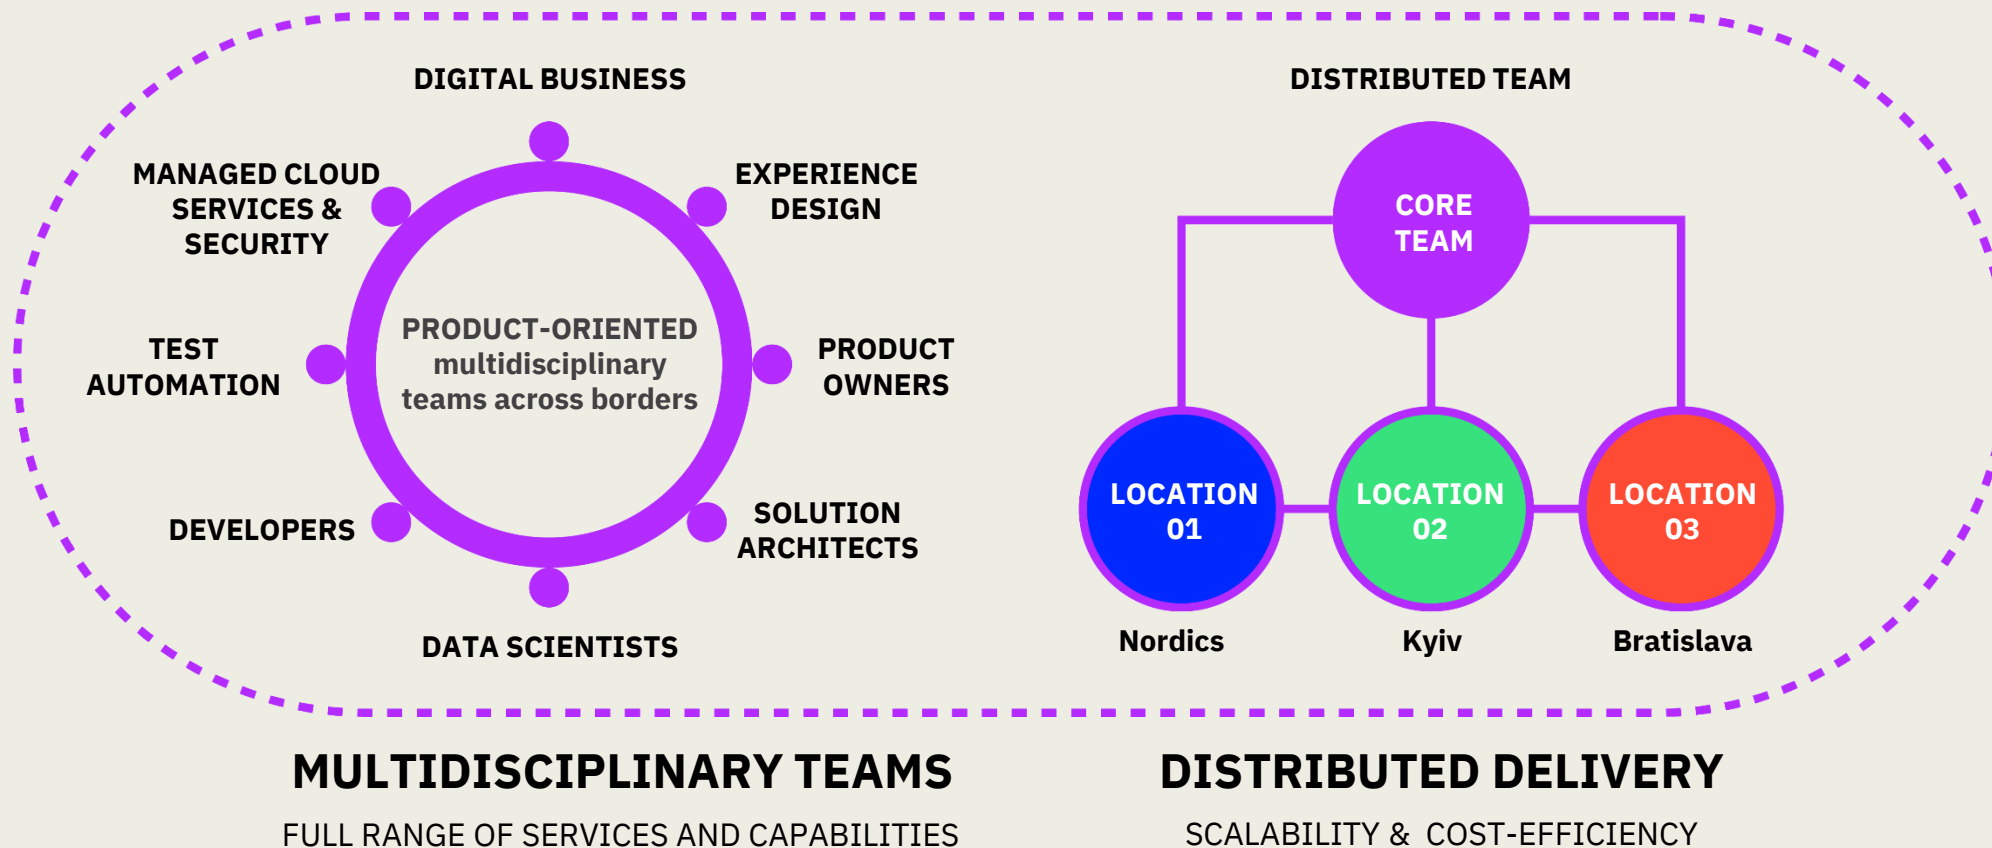 DIGITAL BUSINESS
MANAGED CLOUD
SERVICES &
SECURITY
EXPERIENCE
DESIGN
PRODUCT-ORIENTED
multidisciplinary
teams across borders
TEST
AUTOMATION
PRODUCT
OWNERS
DEVELOPERS
SOLUTION
ARCHITECTS
DATA SCIENTISTS
DISTRIBUTED TEAM
CORE
TEAM
LOCATION
01
LOCATION
02
LOCATION
03
Nordics
Kyiv
Bratislava
MULTIDISCIPLINARY TEAMS
FULL RANGE OF SERVICES AND CAPABILITIES
DISTRIBUTED DELIVERY
SCALABILITY & COST-EFFICIENCY